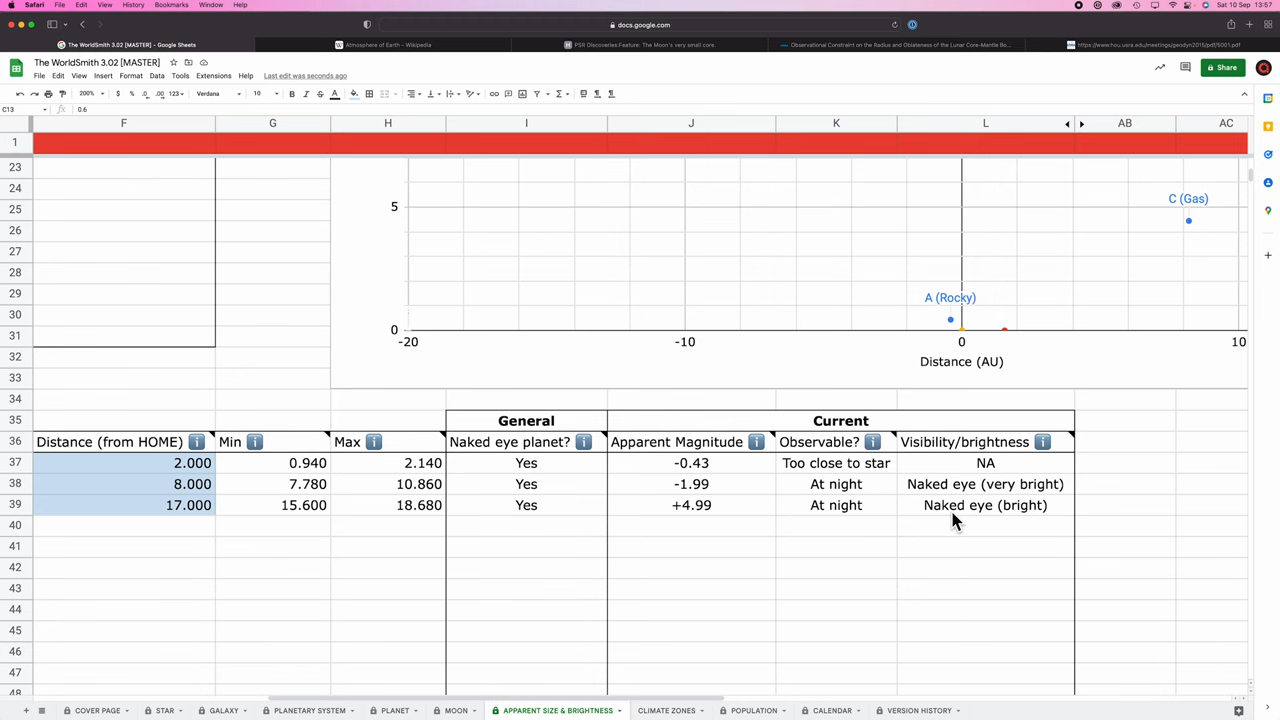 Safari File Edit View History Bookmarks Window Help Sat 10 Sep 13:57
docs.google.com
The WorldSmith 3.02 [MASTER] - Google Sheets
Atmosphere of Earth - Wikipedia
PSR Discoveries:Feature: The Moon's very small core.
Observational Constraint on the Radius and Oblateness of the Lunar Core-Mantle Bo...
https://www.hou.usra.edu/meetings/geodyn2015/pdf/5001.pdf
The WorldSmith 3.02 [MASTER]
File Edit View Insert Format Data Tools Extensions Help Last edit was seconds ago
Share
200% $ % .0 .00 123 Verdana 10 B I S A
C13 fx 0.6
F G H I J K L AB AC
1
23
24
25
26
27
28
29
30
31
32
33
34
5
0
C (Gas)
A (Rocky)
-20 -10 0 10
Distance (AU)
35 General Current
36 Distance (from HOME) Min Max Naked eye planet? Apparent Magnitude Observable? Visibility/brightness
37 2.000 0.940 2.140 Yes -0.43 Too close to star NA
38 8.000 7.780 10.860 Yes -1.99 At night Naked eye (very bright)
39 17.000 15.600 18.680 Yes +4.99 At night Naked eye (bright)
40
41
42
43
44
45
46
47
48
COVER PAGE STAR GALAXY PLANETARY SYSTEM PLANET MOON APPARENT SIZE & BRIGHTNESS CLIMATE ZONES POPULATION CALENDAR VERSION HISTORY